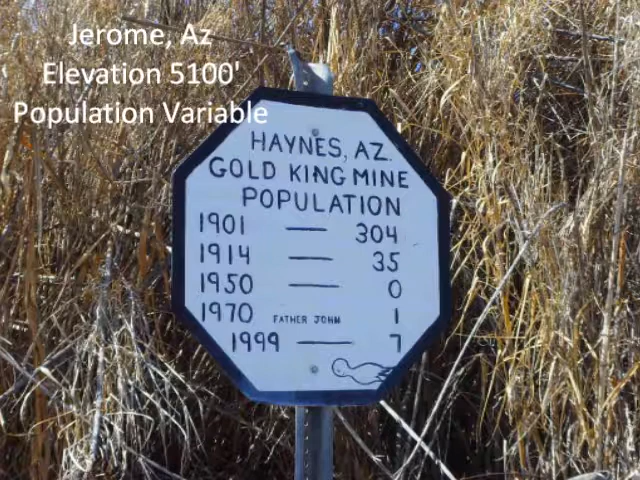 Jerome, Az
Elevation 5100'
Population Variable
HAYNES, AZ.
GOLD KING MINE
POPULATION
1901 — 304
1914 — 35
1950 — 0
1970 FATHER JOHN 1
1999 — 7